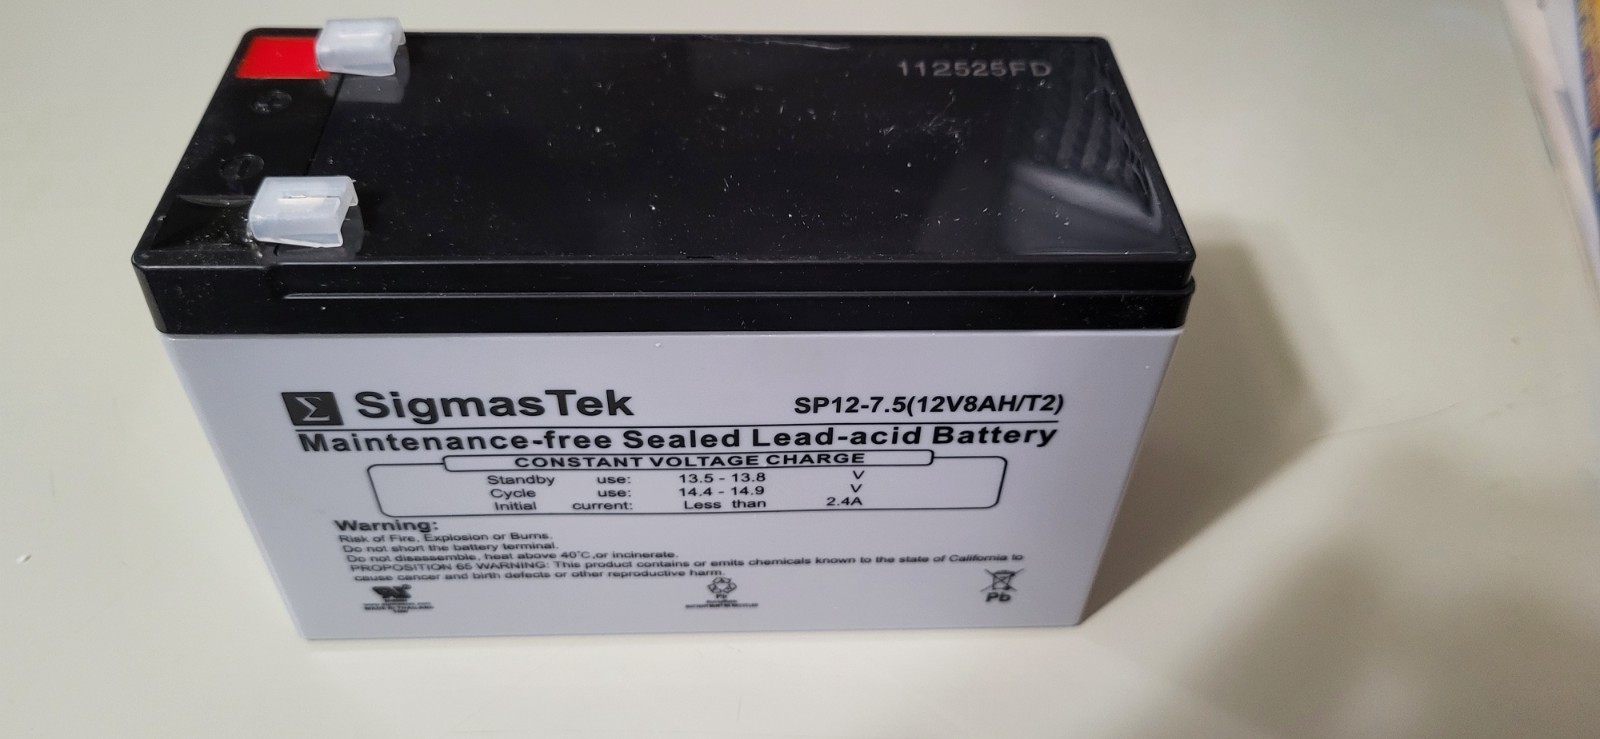 112525FD
Σ SigmasTek SP12-7.5(12V8AH/T2)
Maintenance-free Sealed Lead-acid Battery
CONSTANT VOLTAGE CHARGE
Standby use: 13.5 - 13.8 V
Cycle use: 14.4 - 14.9 V
Initial current: Less than 2.4A
Warning:
Risk of Fire, Explosion or Burns.
Do not short the battery terminal.
Do not disassemble, heat above 40°C,or incinerate.
PROPOSITION 65 WARNING: This product contains or emits chemicals known to the state of California to
cause cancer and birth defects or other reproductive harm.
MADE IN THAILAND
Pb
Pb